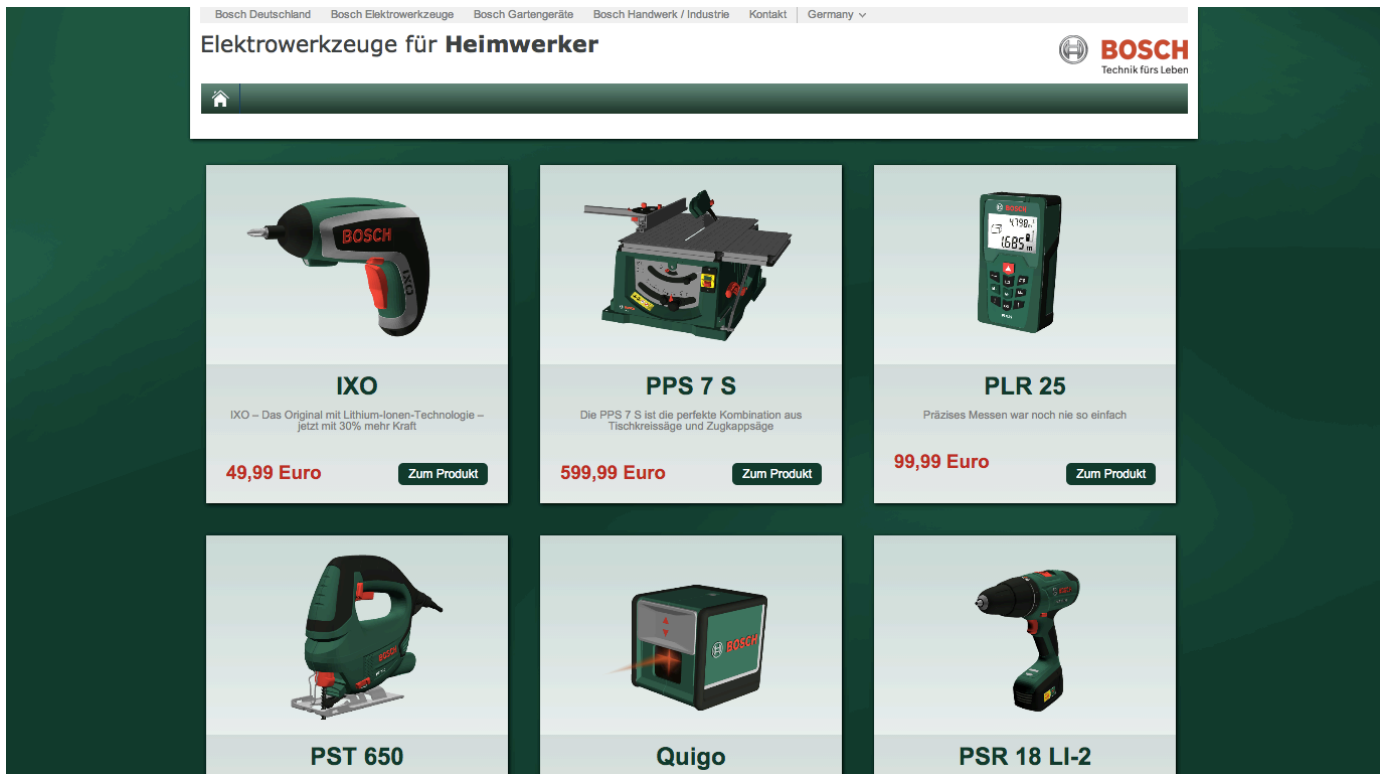 Bosch Deutschland Bosch Elektrowerkzeuge Bosch Gartengeräte Bosch Handwerk / Industrie Kontakt Germany
Elektrowerkzeuge für Heimwerker
BOSCH
Technik fürs Leben
BOSCH
IXO
BOSCH
1.685 m
IXO
IXO – Das Original mit Lithium-Ionen-Technologie –
jetzt mit 30% mehr Kraft
49,99 Euro
Zum Produkt
PPS 7 S
Die PPS 7 S ist die perfekte Kombination aus
Tischkreissäge und Zugkappsäge
599,99 Euro
Zum Produkt
PLR 25
Präzises Messen war noch nie so einfach
99,99 Euro
Zum Produkt
BOSCH
BOSCH
PST 650
Quigo
PSR 18 LI-2